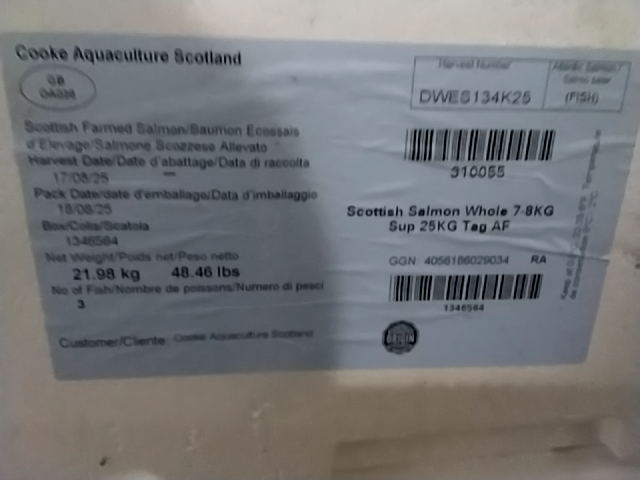 Cooke Aquaculture Scotland
GB
Harvest Number
DWES134K25
Atlantic Salmon/
Salmo salar
(FISH)
Scottish Farmed Salmon/Saumon Ecossais
d'Elevage/Salmone Scozzese Allevato
Harvest Date/Date d'abattage/Data di raccolta
17/08/25
Pack Date/date d'emballage/Data d'imballaggio
18/08/25
Box/Colis/Scatola
1346564
Net Weight/Poids net/Peso netto
21.98 kg 48.46 lbs
No of Fish/Nombre de poissons/Numero di pesci
3
Customer/Cliente: Cooke Aquaculture Scotland
310055
Scottish Salmon Whole 7-8KG
Sup 25KG Tag AF
GGN 4056186029034 RA
1346564
ORIGIN